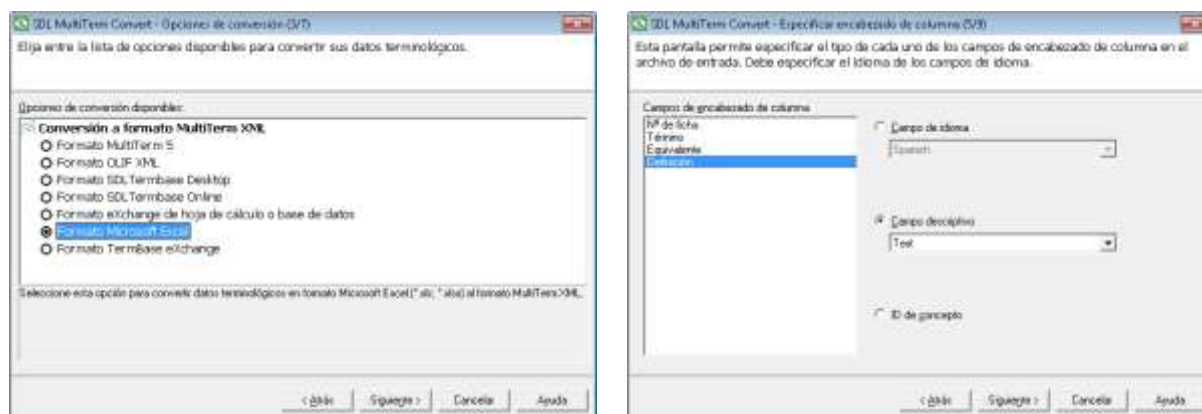 SDL MultiTerm Convert - Opciones de conversión (3/7)
Elija entre la lista de opciones disponibles para convertir sus datos terminológicos.
Opciones de conversión disponibles:
Conversión a formato MultiTerm XML
Formato MultiTerm 5
Formato OLIF XML
Formato SDL Termbase Desktop
Formato SDL Termbase Online
Formato eXchange de hoja de cálculo o base de datos
Formato Microsoft Excel
Formato TermBase eXchange
Seleccione esta opción para convertir datos terminológicos en formato Microsoft Excel (*.xls, *.xlsx) al formato MultiTerm XML.
< Atrás
Siguiente >
Cancelar
Ayuda
SDL MultiTerm Convert - Especificar encabezado de columna (5/9)
Esta pantalla permite especificar el tipo de cada uno de los campos de encabezado de columna en el
archivo de entrada. Debe especificar el idioma de los campos de idioma.
Campos de encabezado de columna
Nº de ficha
Término
Equivalente
Definición
Campo de idioma
Spanish
Campo descriptivo
Text
ID de concepto
< Atrás
Siguiente >
Cancelar
Ayuda